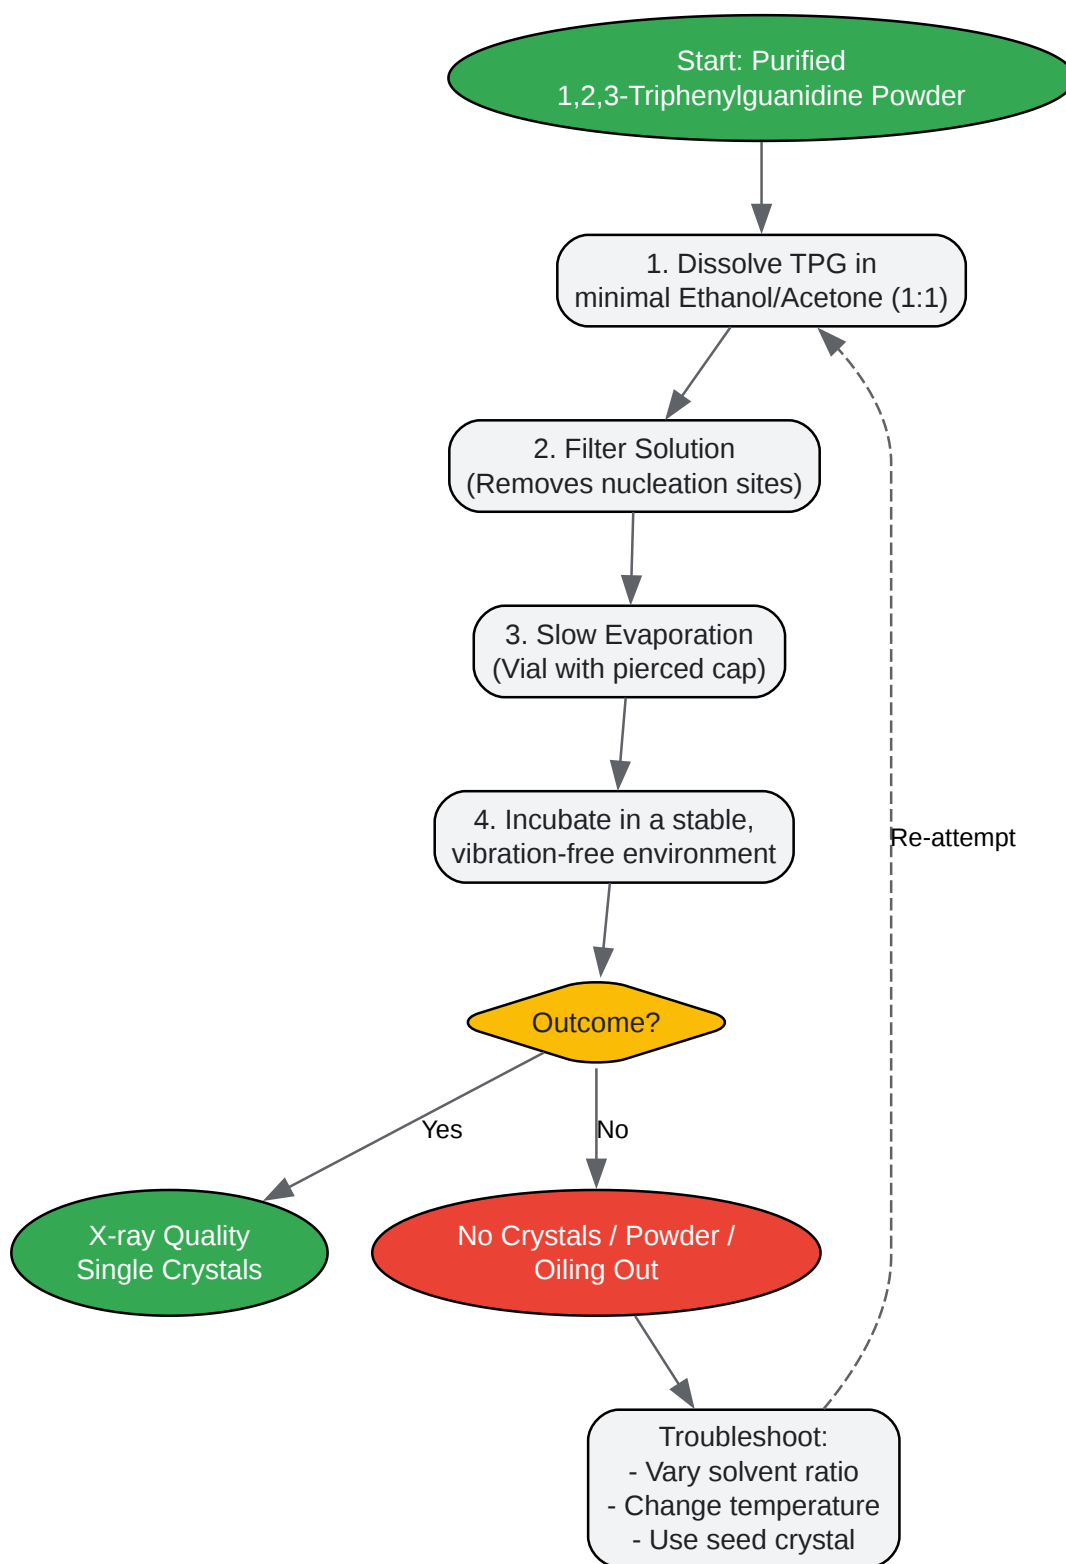 Start: Purified
1,2,3-Triphenylguanidine Powder
1. Dissolve TPG in
minimal Ethanol/Acetone (1:1)
2. Filter Solution
(Removes nucleation sites)
3. Slow Evaporation
(Vial with pierced cap)
4. Incubate in a stable,
vibration-free environment
Re-attempt
Outcome?
Yes
No
X-ray Quality
Single Crystals
No Crystals / Powder /
Oiling Out
Troubleshoot:
- Vary solvent ratio
- Change temperature
- Use seed crystal